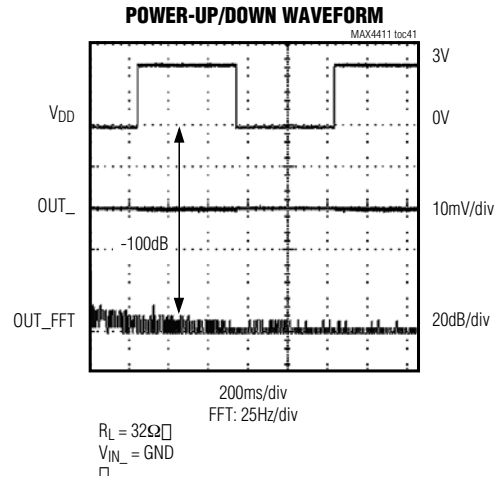 POWER-UP/DOWN WAVEFORM
MAX4411 toc41
3V
VDD
0V
OUT_
10mV/div
-100dB
OUT_FFT
20dB/div
200ms/div
FFT: 25Hz/div
RL = 32Ω
VIN_ = GND